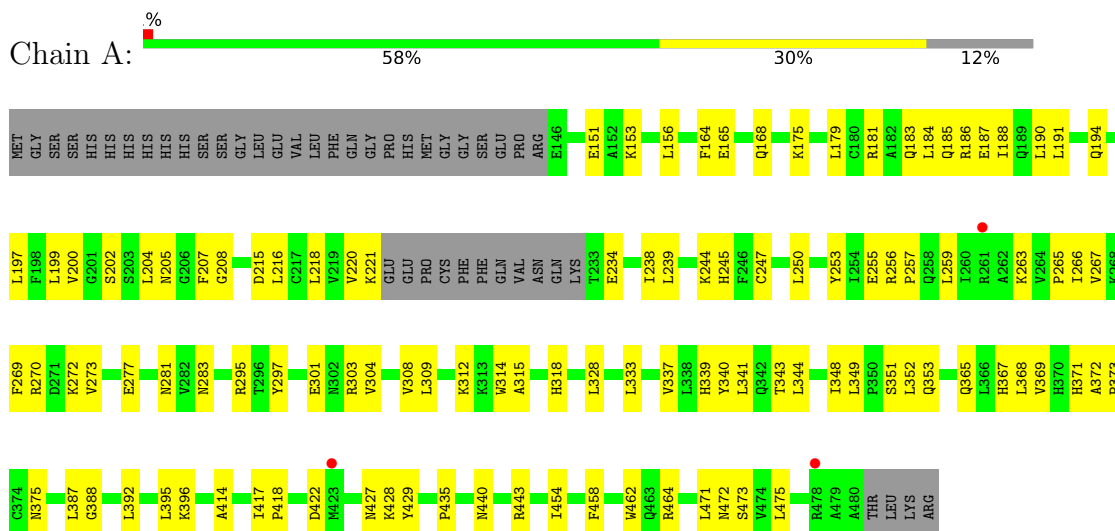 .%
Chain A:
58% 30% 12%
MET GLY SER SER HIS HIS HIS HIS HIS HIS SER SER GLY LEU GLU VAL LEU PHE GLN GLY PRO HIS MET GLY GLY SER GLU PRO ARG E146 E151 A152 K153 L156 F164 E165 Q168 K175 L179 C180 R181 A182 Q183 L184 Q185 R186 E187 I188 Q189 L190 L191 Q194
L197 F198 L199 V200 G201 S202 S203 L204 N205 G206 F207 G208 D215 L216 C217 L218 V219 V220 K221 GLU GLU PRO CYS PHE PHE GLN VAL ASN GLN LYS T233 E234 I238 L239 K244 H245 F246 C247 L250 Y253 I254 E255 R256 P257 Q258 L259 I260 R261 A262 K263 V264 P265 I266 V267 K268
F269 R270 D271 K272 V273 E277 N281 V282 N283 R295 T296 Y297 E301 N302 R303 V304 V308 L309 K312 K313 W314 A315 H318 L328 L333 V337 L338 H339 Y340 L341 Q342 T343 L344 I348 L349 P350 S351 L352 Q353 Q365 L366 H367 L368 V369 H370 H371 A372 P373
C374 N375 L387 G388 L392 L395 K396 A414 I417 P418 D422 M423 N427 K428 Y429 P435 N440 R443 I454 F458 W462 Q463 R464 L471 N472 S473 V474 L475 R478 A479 A480 THR LEU LYS ARG